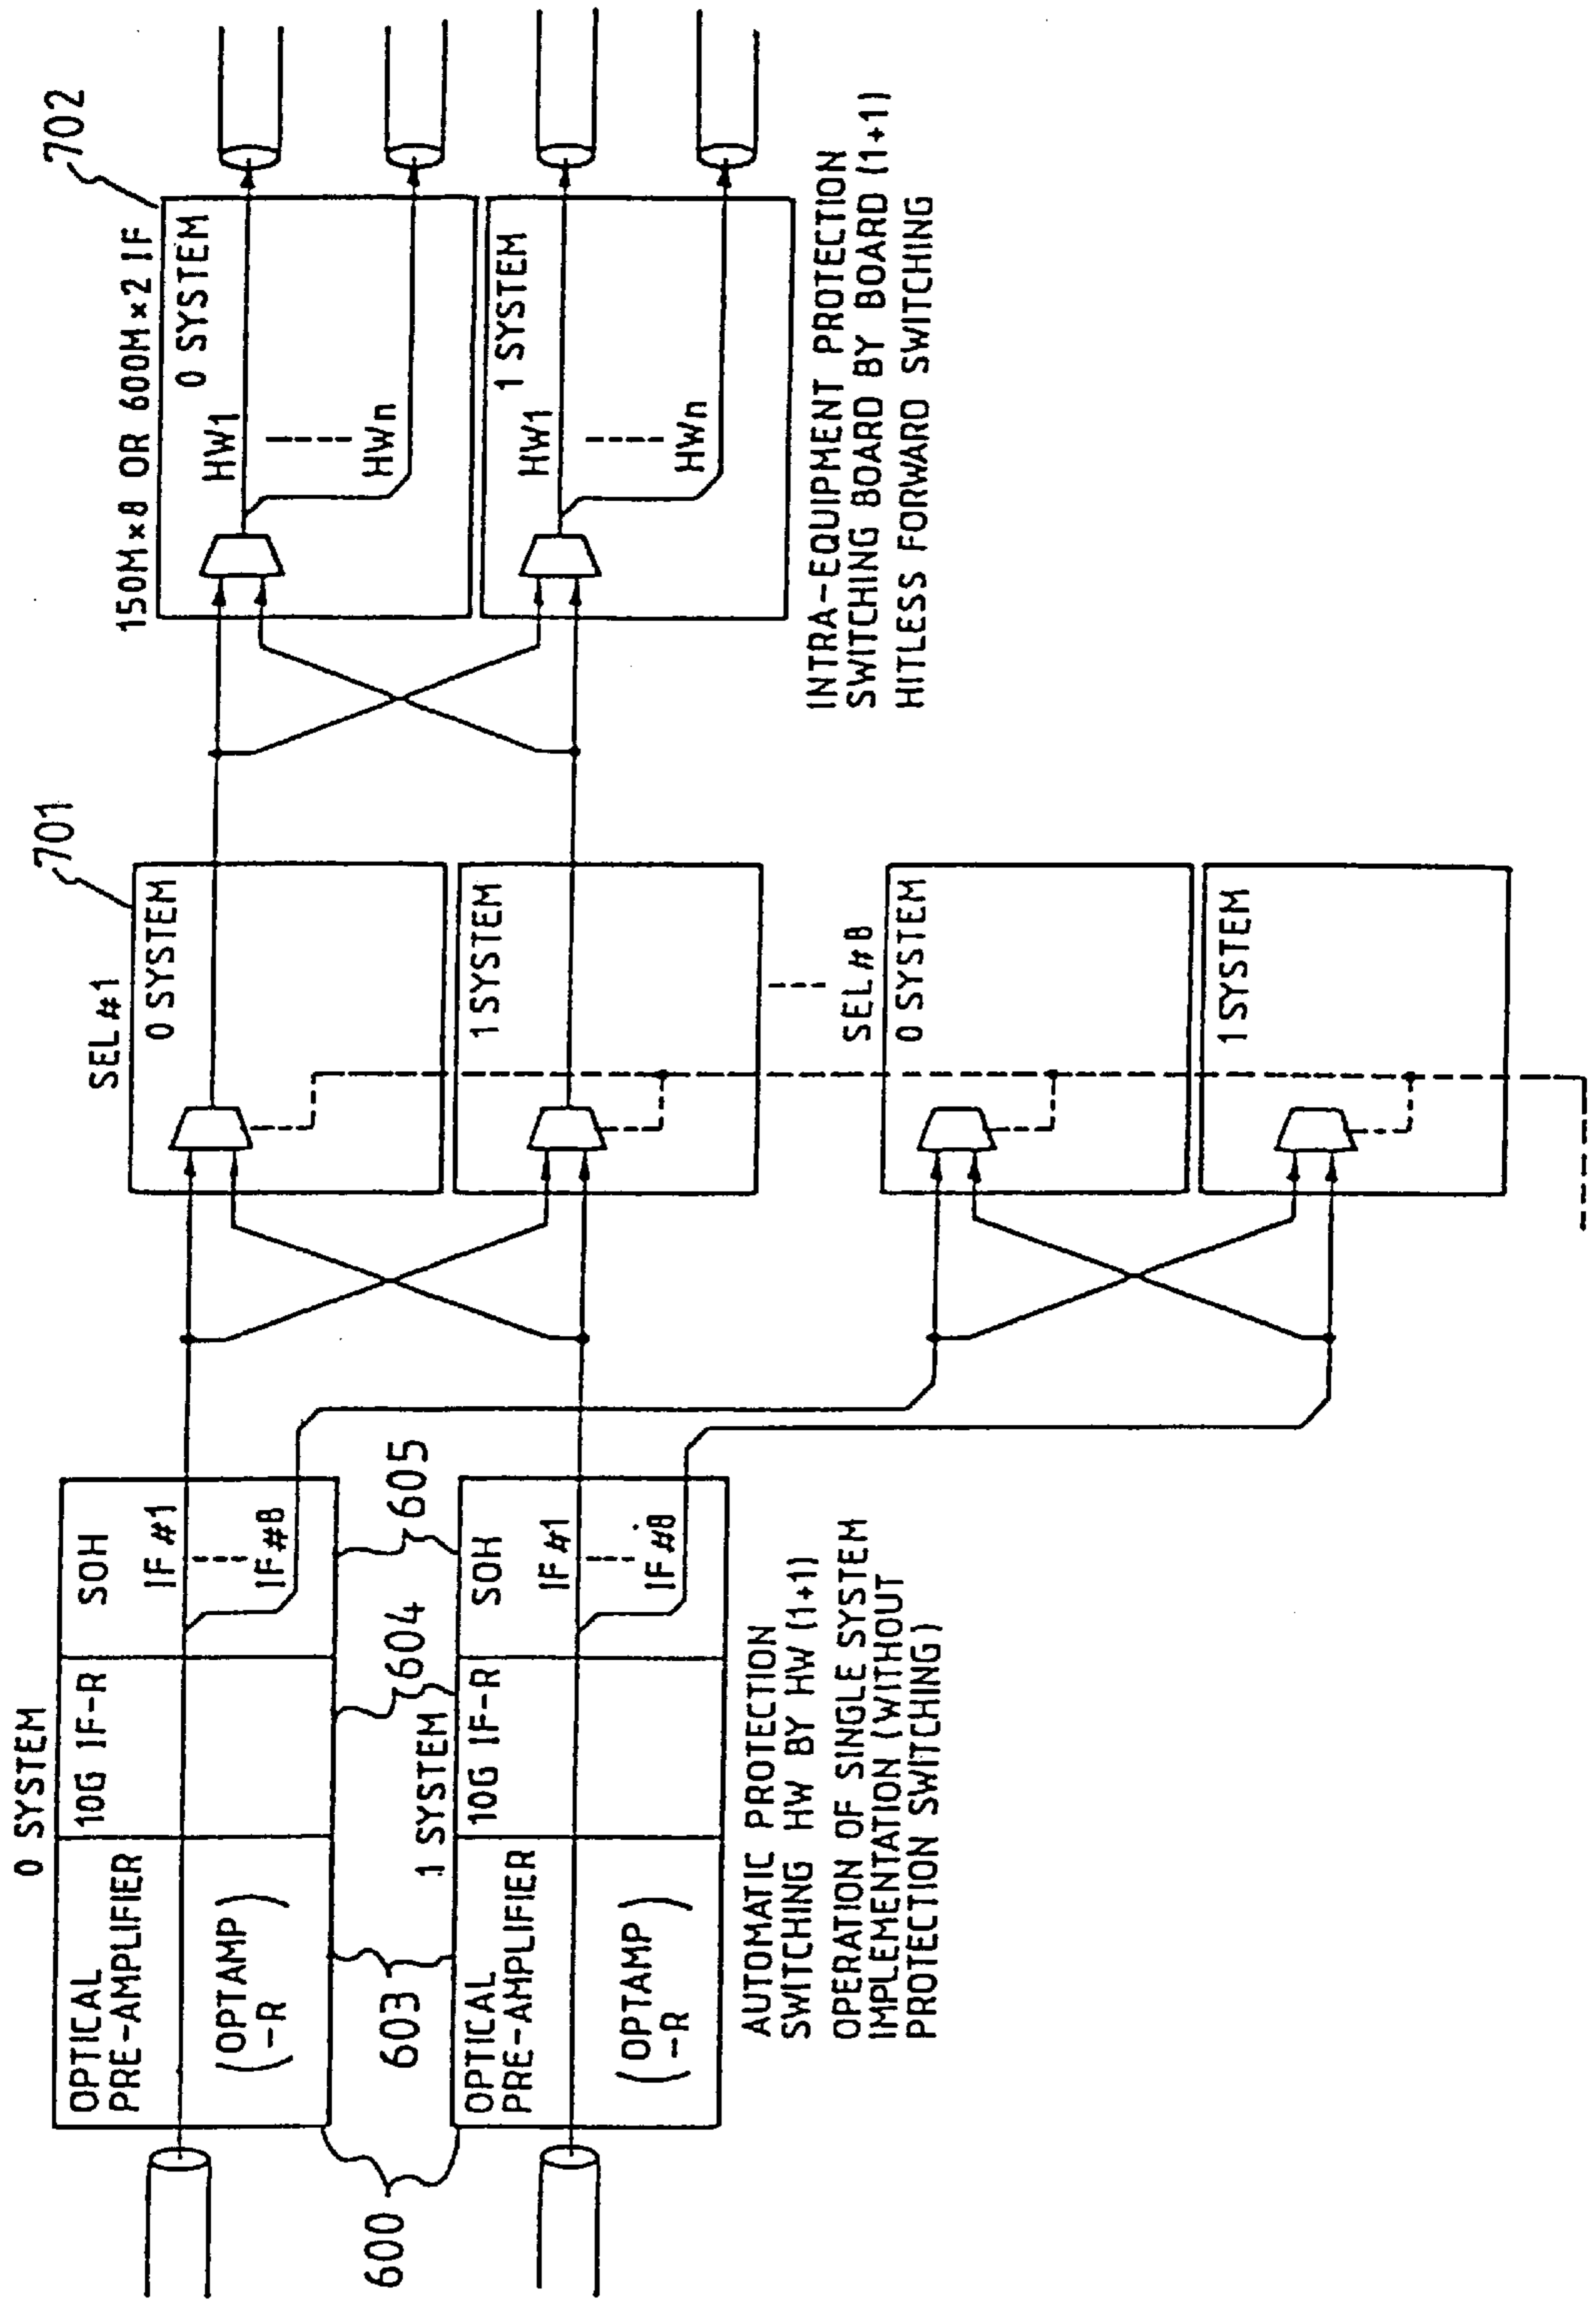 0 SYSTEM
OPTICAL
PRE-AMPLIFIER
(OPTAMP
-R)
10G IF-R
SOH
IF #1
IF #8
600
603
604
605
1 SYSTEM
OPTICAL
PRE-AMPLIFIER
(OPTAMP
-R)
10G IF-R
SOH
IF #1
IF #8
AUTOMATIC PROTECTION
SWITCHING HW BY HW (1+1)
OPERATION OF SINGLE SYSTEM
IMPLEMENTATION (WITHOUT
PROTECTION SWITCHING)
701
SEL #1
0 SYSTEM
1 SYSTEM
SEL #8
0 SYSTEM
1 SYSTEM
702
150M×8 OR 600M×2 IF
0 SYSTEM
HW1
HWn
1 SYSTEM
HW1
HWn
INTRA-EQUIPMENT PROTECTION
SWITCHING BOARD BY BOARD (1+1)
HITLESS FORWARD SWITCHING